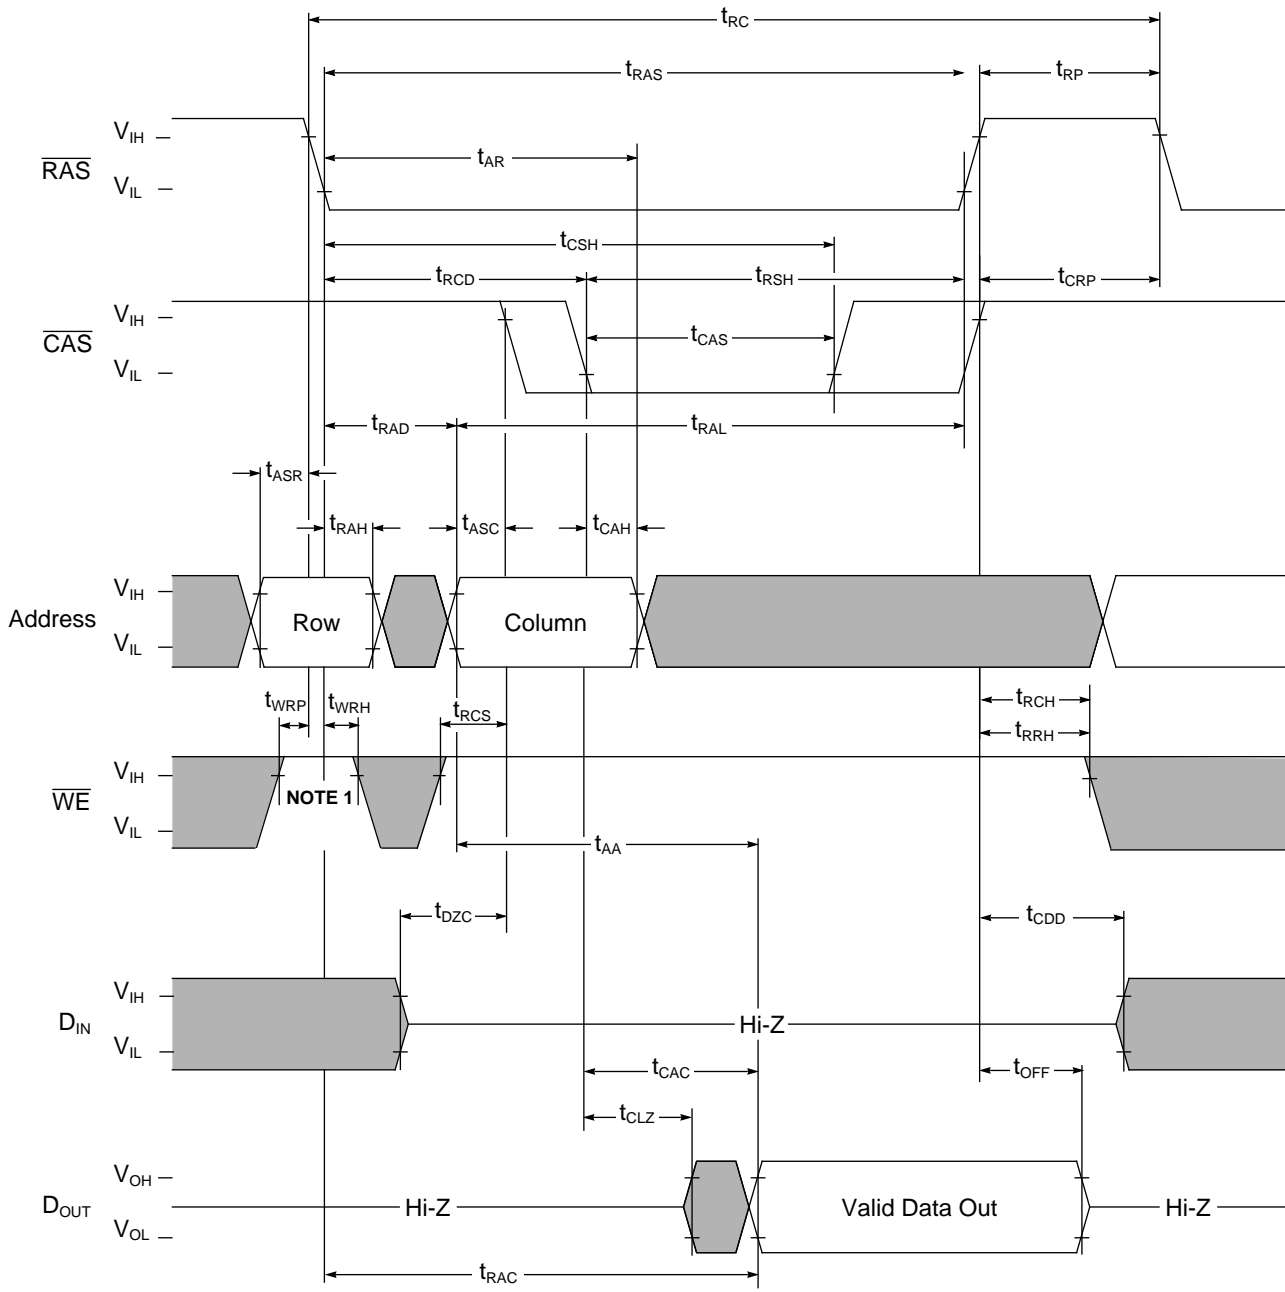 tRC
tRAS
tRP
VIH
tAR
RAS
VIL
tCSH
tRCD
tRSH
tCRP
VIH
CAS
tCAS
VIL
tRAD
tRAL
tASR
tRAH
tASC
tCAH
VIH
Address
Row
Column
VIL
tWRP
tWRH
tRCS
tRCH
tRRH
VIH
WE
NOTE 1
VIL
tAA
tDZC
tCDD
VIH
DIN
Hi-Z
VIL
tCAC
tOFF
tCLZ
VOH
DOUT
Hi-Z
Valid Data Out
Hi-Z
VOL
tRAC